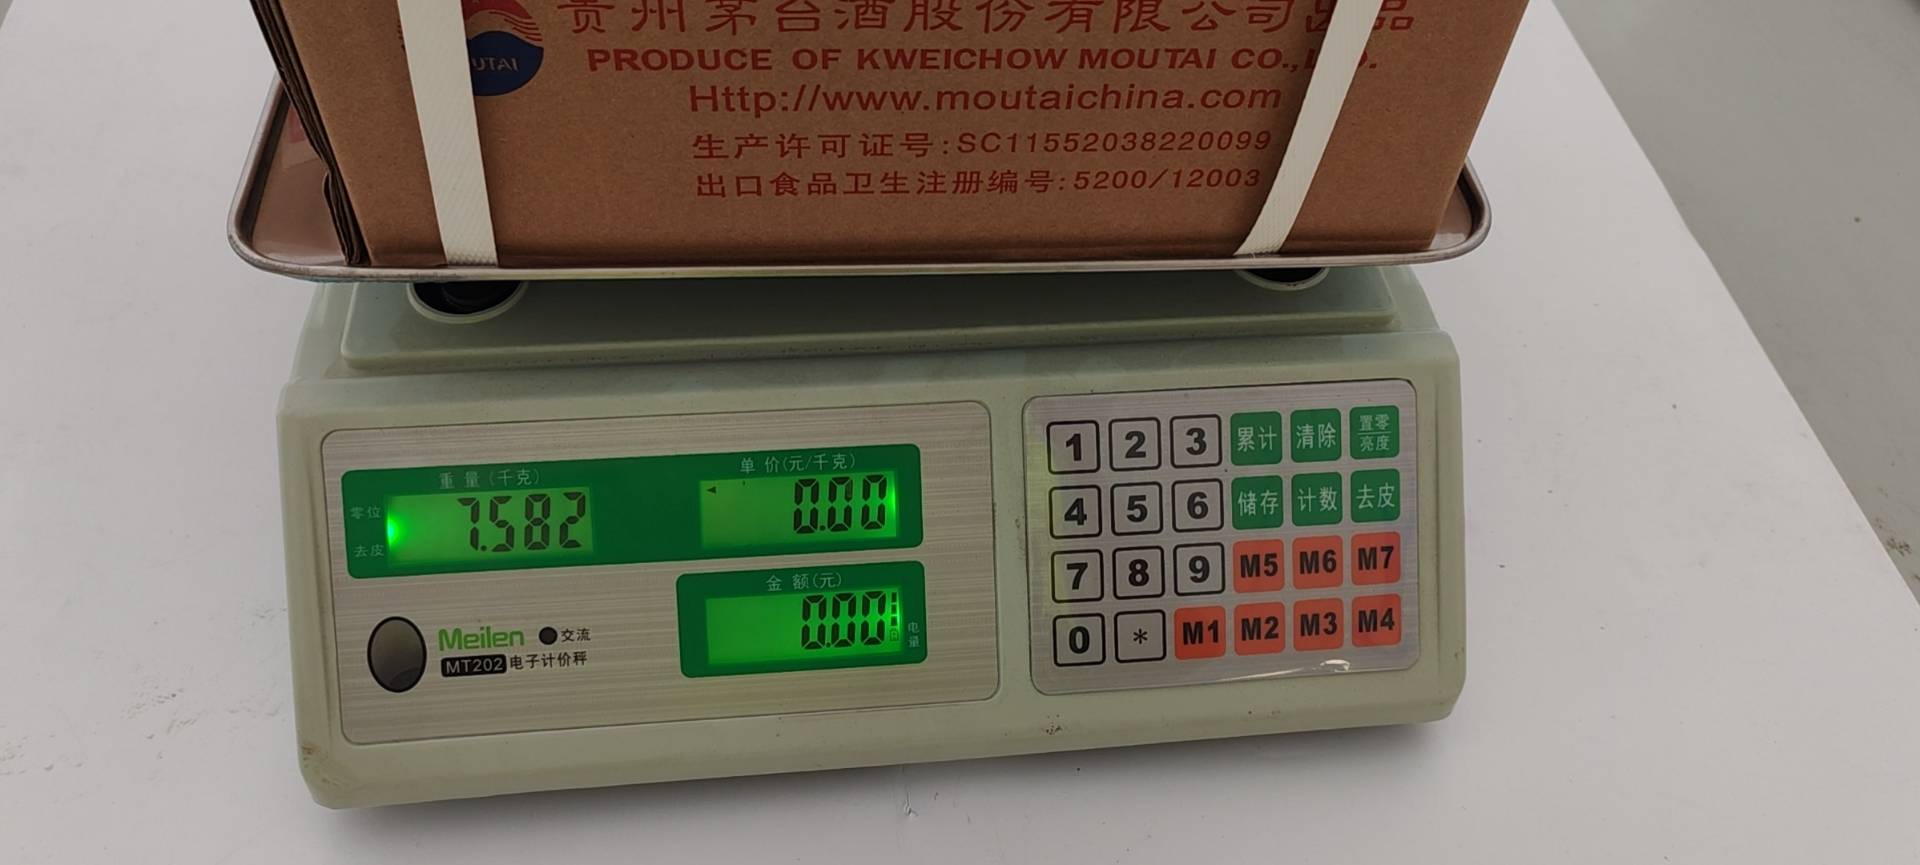 贵州茅台酒股份有限公司出品
PRODUCE OF KWEICHOW MOUTAI CO.,
UTAI
Http://www.moutaichina.com
生产许可证号:SC11552038220099
出口食品卫生注册编号:5200/12003
重量(千克)
单价(元/千克)
零位
去皮
7.582
0.00
金额(元)
0.00
电量
Meilen
交流
MT202 电子计价秤
1 2 3 累计 清除 置零 亮度
4 5 6 储存 计数 去皮
7 8 9 M5 M6 M7
0 * M1 M2 M3 M4